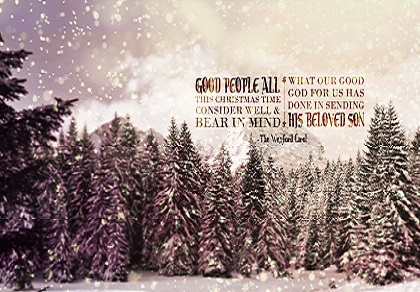 GOOD PEOPLE ALL
THIS CHRISTMAS TIME
CONSIDER WELL &
BEAR IN MIND
WHAT OUR GOOD
GOD FOR US HAS
DONE IN SENDING
HIS BELOVED SON
- The Wexford Carol